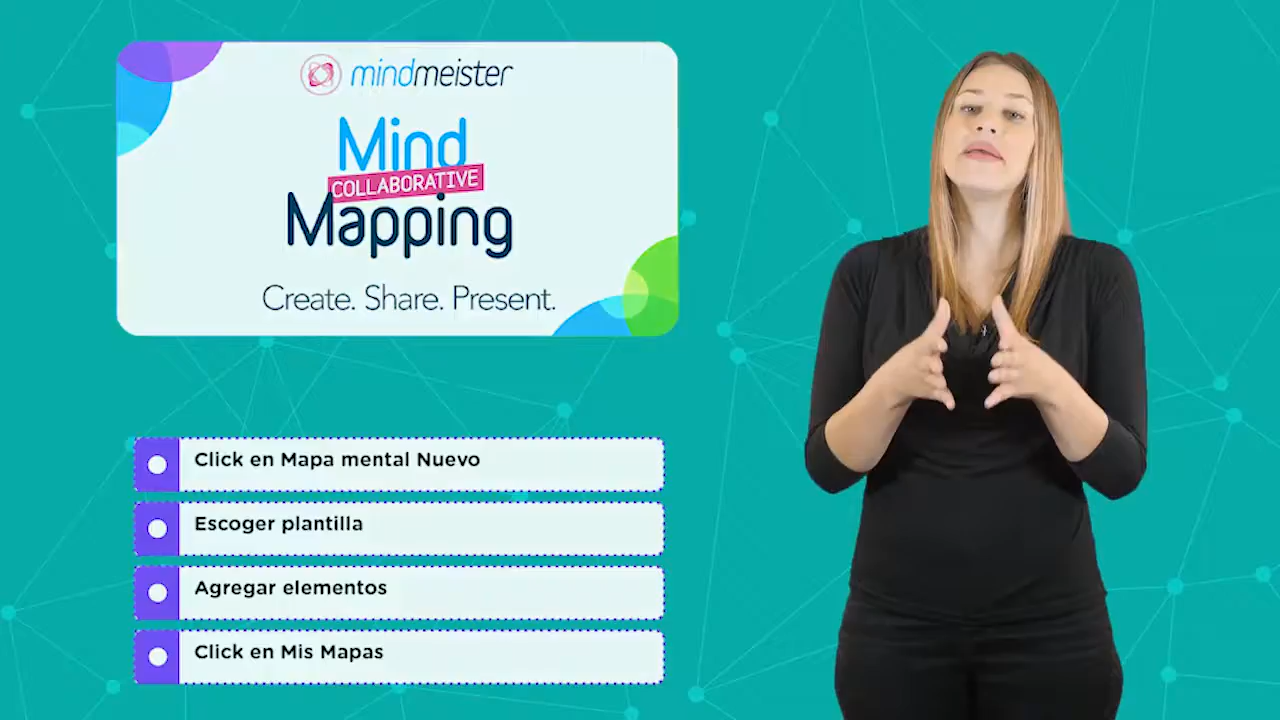 mindmeister
Mind
COLLABORATIVE
Mapping
Create. Share. Present.
Click en Mapa mental Nuevo
Escoger plantilla
Agregar elementos
Click en Mis Mapas